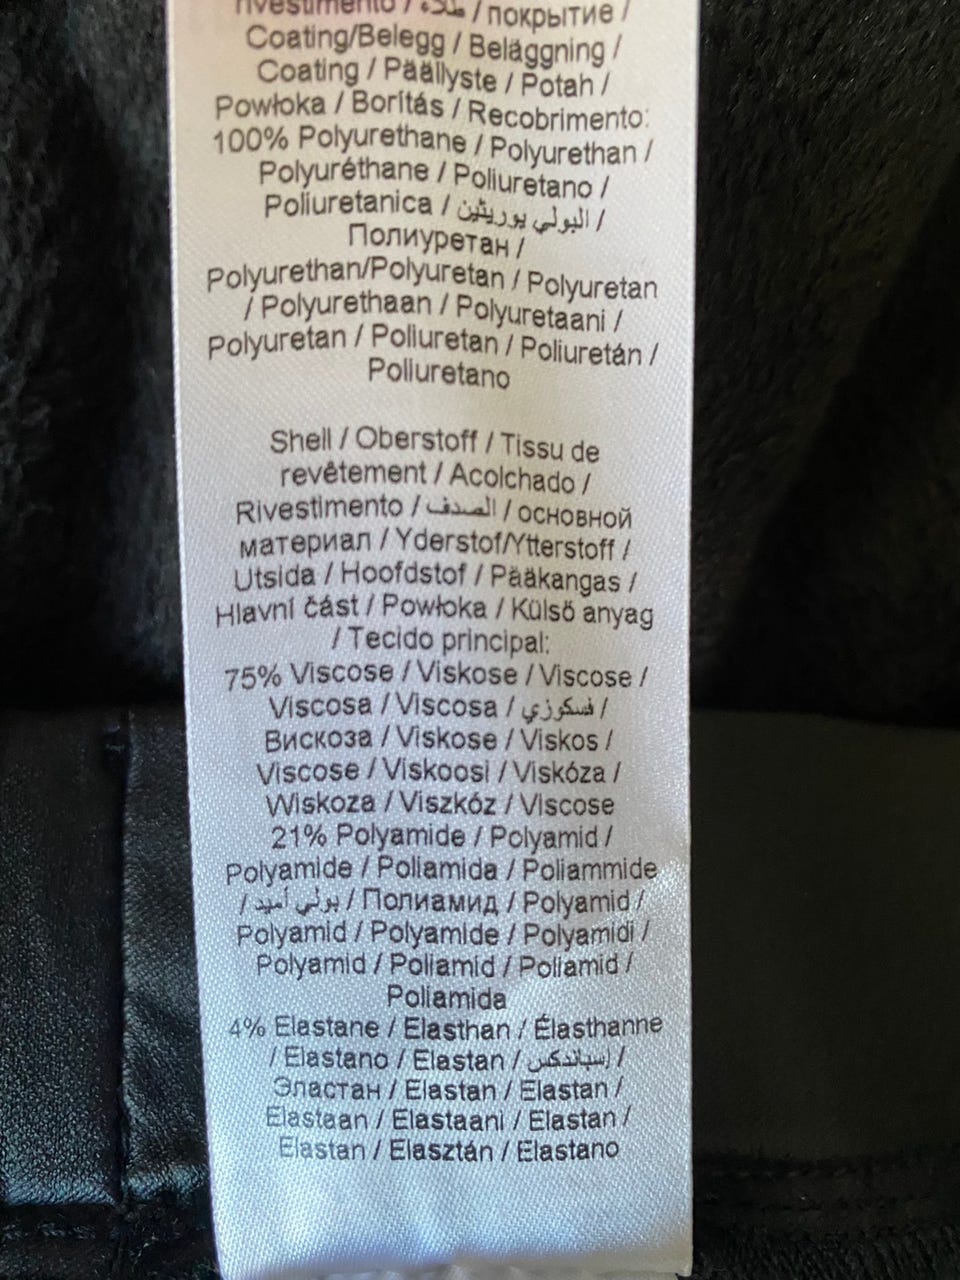 Rivestimento / طلاء / покрытие /
Coating/Belegg / Beläggning /
Coating / Päällyste / Potah /
Powłoka / Borítás / Recobrimento:
100% Polyurethane / Polyurethan /
Polyuréthane / Poliuretano /
Poliuretanica / البولي يوريثين /
Полиуретан /
Polyurethan/Polyuretan / Polyuretan
/ Polyurethaan / Polyuretaani /
Polyuretan / Poliuretan / Poliuretán /
Poliuretano
Shell / Oberstoff / Tissu de
revêtement / Acolchado /
Rivestimento / الصدف / основной
материал / Yderstof/Ytterstoff /
Utsida / Hoofdstof / Pääkangas /
Hlavní část / Powłoka / Külső anyag
/ Tecido principal:
75% Viscose / Viskose / Viscose /
Viscosa / Viscosa / فسكوزي /
Вискоза / Viskose / Viskos /
Viscose / Viskoosi / Viskóza /
Wiskoza / Viszkóz / Viscose
21% Polyamide / Polyamid /
Polyamide / Poliamida / Poliammide
/ بولي أميد / Полиамид / Polyamid /
Polyamid / Polyamide / Polyamidi /
Polyamid / Poliamid / Poliamid /
Poliamida
4% Elastane / Elasthan / Élasthanne
/ Elastano / Elastan / إسباندكس /
Эластан / Elastan / Elastan /
Elastaan / Elastaani / Elastan /
Elastan / Elasztán / Elastano